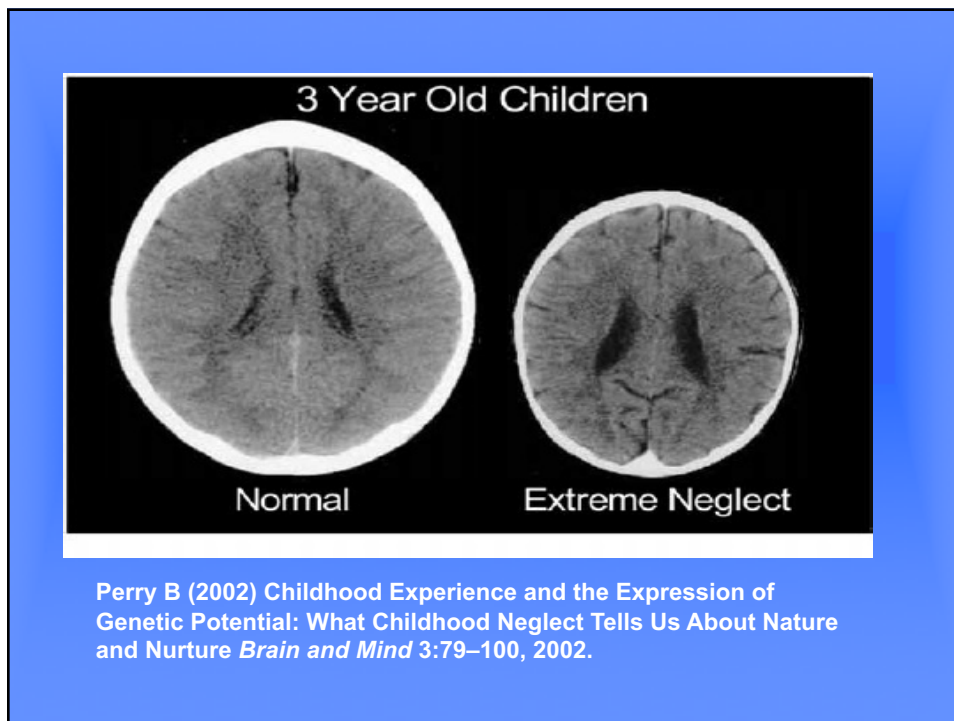 3 Year Old Children
Normal
Extreme Neglect
Perry B (2002) Childhood Experience and the Expression of
Genetic Potential: What Childhood Neglect Tells Us About Nature
and Nurture Brain and Mind 3:79–100, 2002.